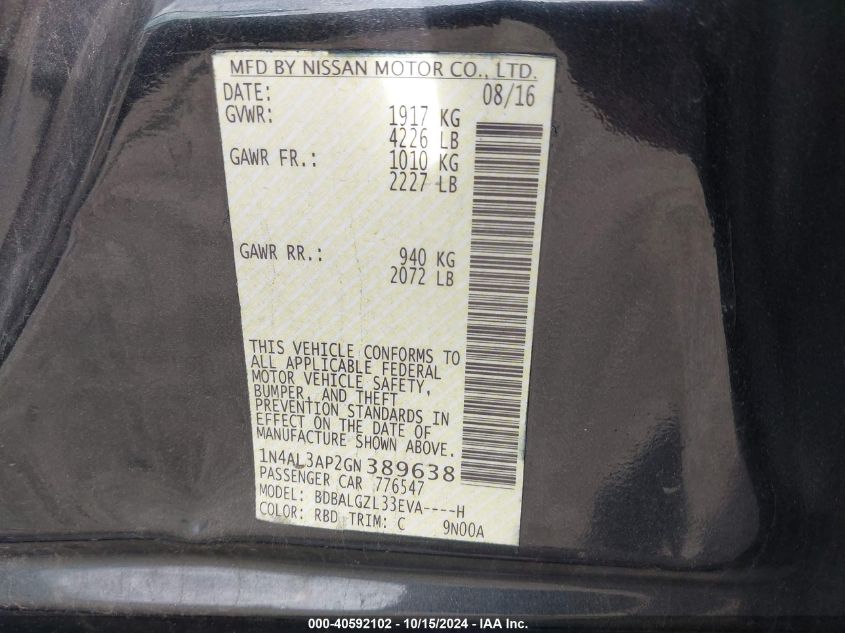 MFD BY NISSAN MOTOR CO., LTD.
DATE: 08/16
GVWR: 1917 KG
4226 LB
GAWR FR.: 1010 KG
2227 LB
GAWR RR.: 940 KG
2072 LB
THIS VEHICLE CONFORMS TO
ALL APPLICABLE FEDERAL
MOTOR VEHICLE SAFETY,
BUMPER, AND THEFT
PREVENTION STANDARDS IN
EFFECT ON THE DATE OF
MANUFACTURE SHOWN ABOVE.
1N4AL3AP2GN389638
PASSENGER CAR 776547
MODEL: BDBALGZL33EVA----H
COLOR: RBD TRIM: C 9N00A
000-40592102 - 10/15/2024 - IAA Inc.